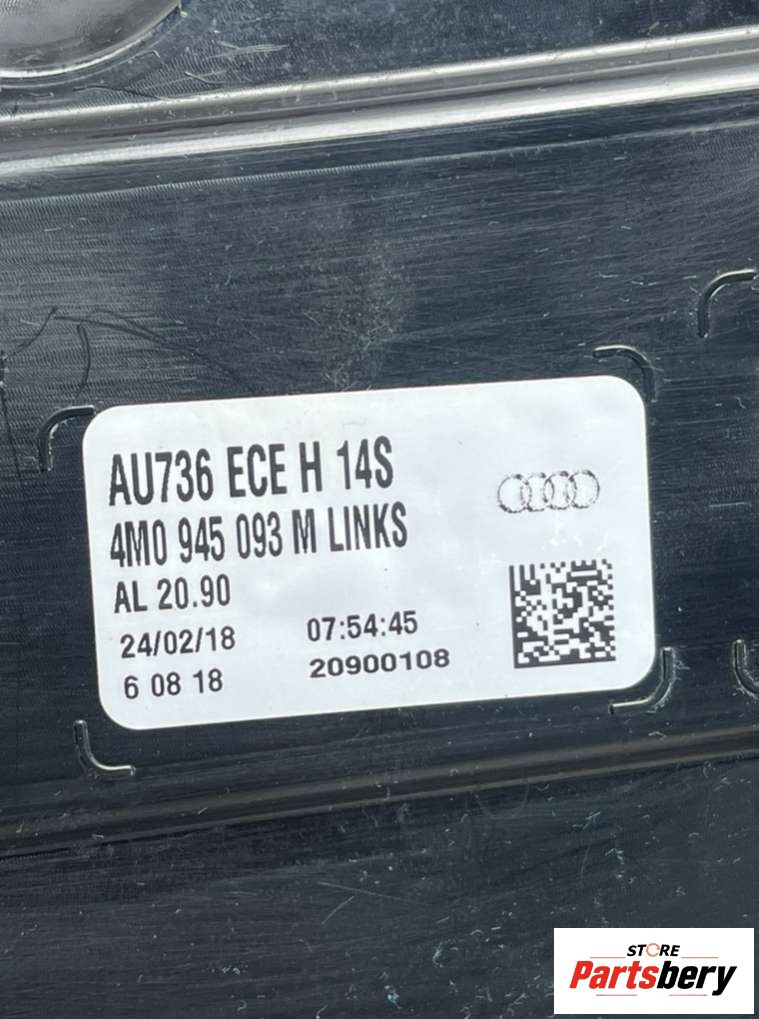 AU736 ECE H 14S
4M0 945 093 M LINKS
AL 20.90
24/02/18 07:54:45
6 08 18 20900108
STORE
Partsbery